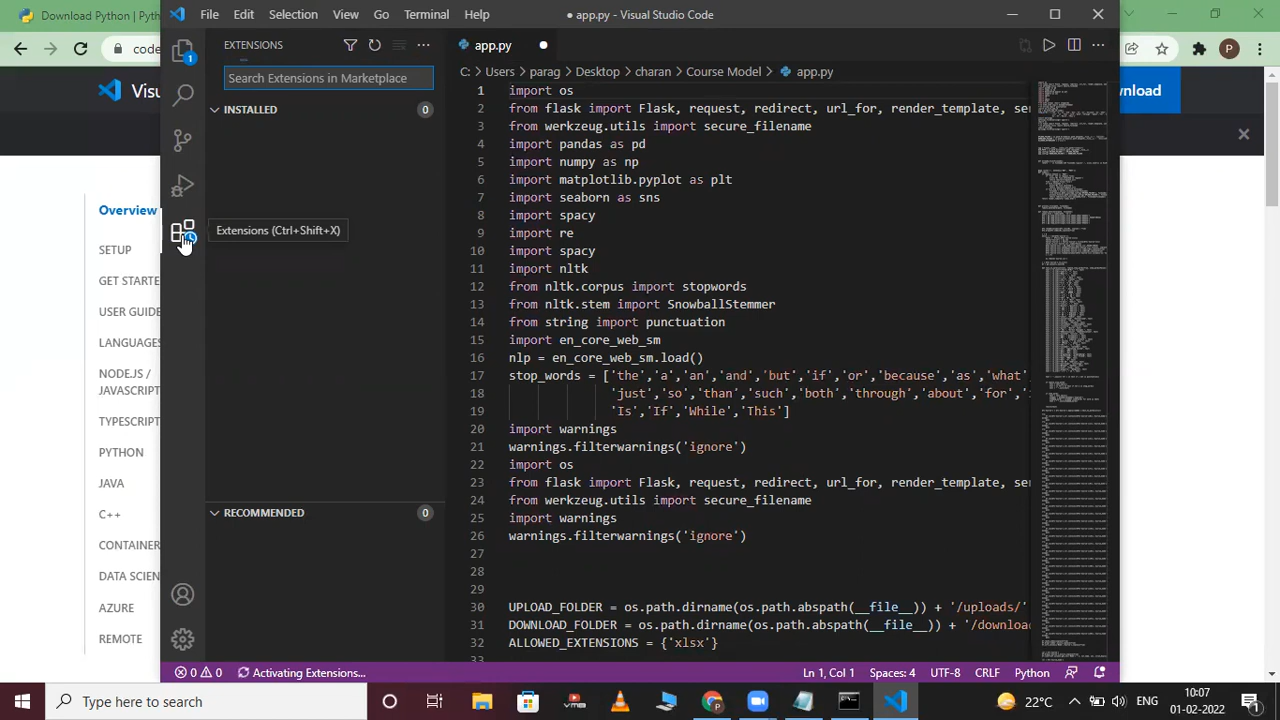 Download Python | P
File Edit Selection View Go Terminal Help
● app.py - Visual Studio Code
code
P
Visu
wnload
EXTENSIONS
app.py
1
Search Extensions in Marketplace
C: > Users > parag > Desktop > charan > Course Model > app.py
INSTALLED
0
Overview
Extensions (Ctrl+Shift+X)
SETUP
GET STARTE
USER GUIDE
LANGUAGES
NODE.JS /
JAVASCRIPT
TYPESCRIPT
PYTHON
JAVA
C++
CONTAINER
DATA SCIEN
AZURE
REMOTE
RECOMMENDED
0
1 import os
2 from flask import Flask, request, redirect, url_for, render_template, sen
3 from werkzeug.utils import secure_filename
4 import pandas as pd
5 import numpy as np
6 import matplotlib.pyplot as plt
7 import seaborn as sns
8 import spacy
9 import re
10 import spacy
11 import nltk
12 from nltk.corpus import stopwords
13 from nltk.stem import SnowballStemmer
14 from string import punctuation
15 import en_core_web_sm
16 nlp = en_core_web_sm.load()
17 stop_words = ['the','a','an','and','but','if','or','because','as','what',
18 'just','so','than','such','both','through','about','for',
19 'Is','If','While','This']
20 import warnings
21 warnings.filterwarnings('ignore')
22 import os
23 from flask import Flask, request, redirect, url_for, render_template, sen
24 from werkzeug.utils import secure_filename
25 import warnings
26 warnings.filterwarnings('ignore')
27
28
29
30 UPLOAD_FOLDER = os.path.dirname(os.path.abspath(__file__)) + '/uploads/'
31 DOWNLOAD_FOLDER = os.path.dirname(os.path.abspath(__file__)) + '/downloa
32 ALLOWED_EXTENSIONS = {'xlsx'}
33
0 0 Activating Extensions...
Ln 1, Col 1 Spaces: 4 UTF-8 CRLF Python
Type here to search
22°C
ENG
10:07
01-02-2022
1